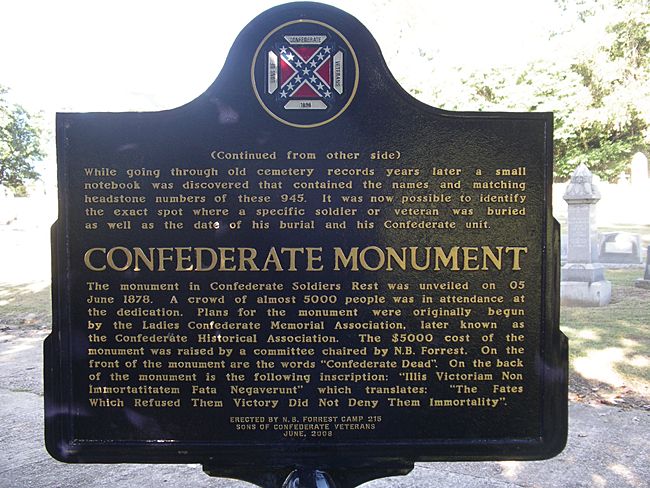 CONFEDERATE
SONS OF
VETERANS
1896
(Continued from other side)
While going through old cemetery records years later a small
notebook was discovered that contained the names and matching
headstone numbers of these 945. It was now possible to identify
the exact spot where a specific soldier or veteran was buried
as well as the date of his burial and his Confederate unit.
CONFEDERATE MONUMENT
The monument in Confederate Soldiers Rest was unveiled on 05
June 1878. A crowd of almost 5000 people was in attendance at
the dedication. Plans for the monument were originally begun
by the Ladies Confederate Memorial Association, later known as
the Confederate Historical Association. The $5000 cost of the
monument was raised by a committee chaired by N.B. Forrest. On the
front of the monument are the words "Confederate Dead". On the back
of the monument is the following inscription: "Illis Victoriam Non
Immortatitatem Fata Negaverunt" which translates: "The Fates
Which Refused Them Victory Did Not Deny Them Immortality".
ERECTED BY N. B. FORREST CAMP 215
SONS OF CONFEDERATE VETERANS
JUNE, 2008